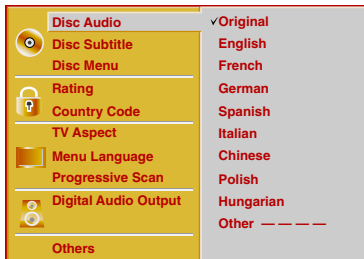 Disc Audio
Disc Subtitle
Disc Menu
Rating
Country Code
TV Aspect
Menu Language
Progressive Scan
Digital Audio Output
Others
✓Original
English
French
German
Spanish
Italian
Chinese
Polish
Hungarian
Other — — — —